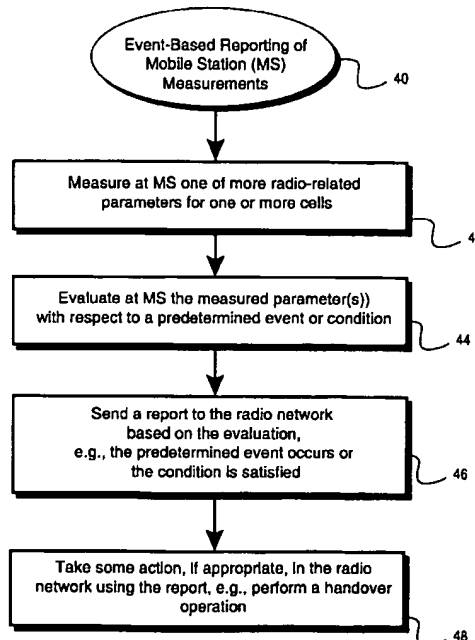 Event-Based Reporting of
Mobile Station (MS)
Measurements
40
Measure at MS one of more radio-related
parameters for one or more cells
4
Evaluate at MS the measured parameter(s))
with respect to a predetermined event or condition
44
Send a report to the radio network
based on the evaluation,
e.g., the predetermined event occurs or
the condition is satisfied
46
Take some action, if appropriate, in the radio
network using the report, e.g., perform a handover
operation
48